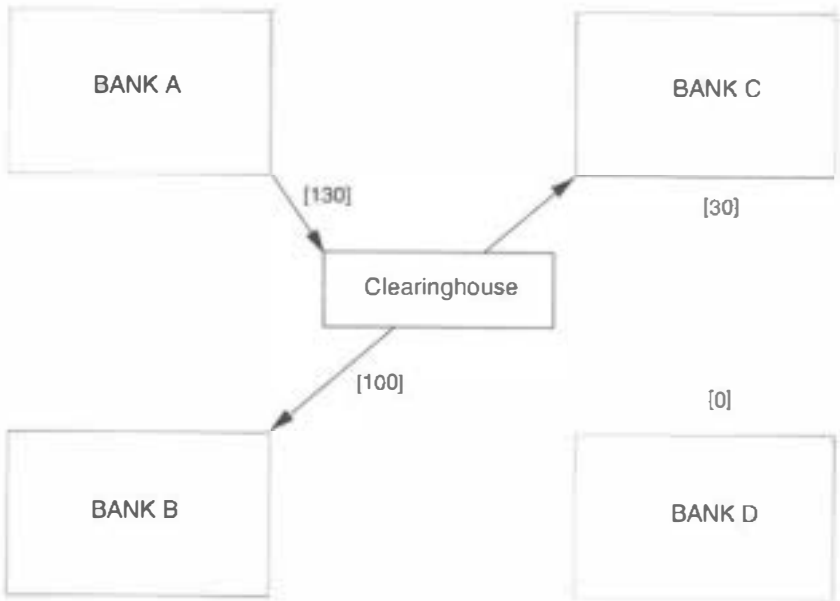 BANK A
BANK C
[130]
[30]
Clearinghouse
[100]
[0]
BANK B
BANK D